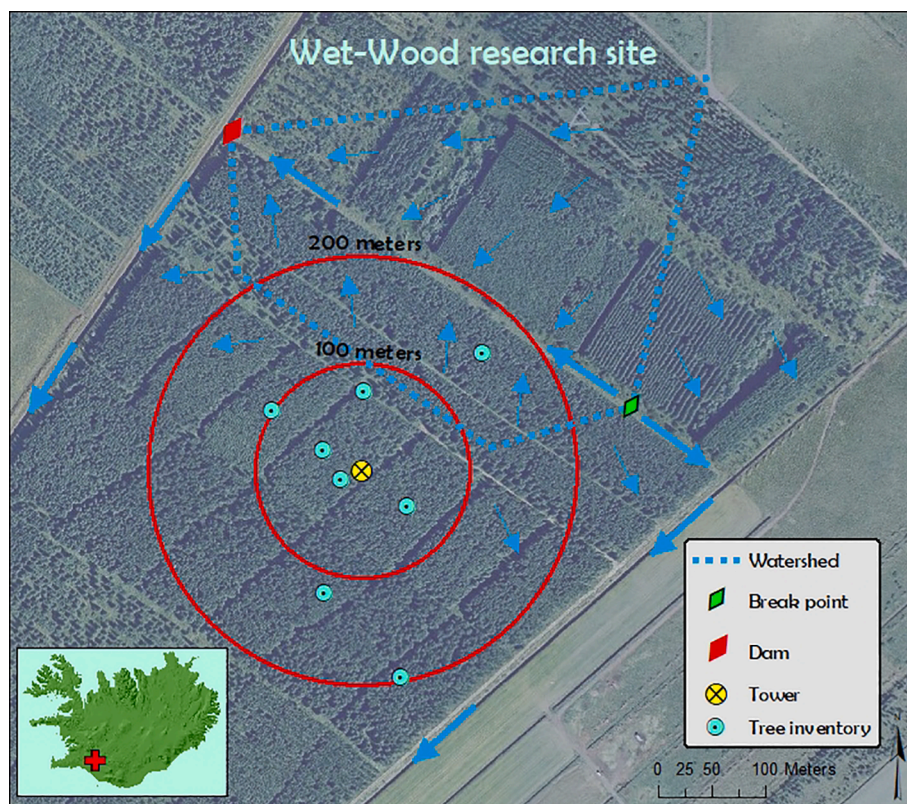 Wet-Wood research site
200 meters
100 meters
Watershed
Break point
Dam
Tower
Tree inventory
0 25 50 100 Meters